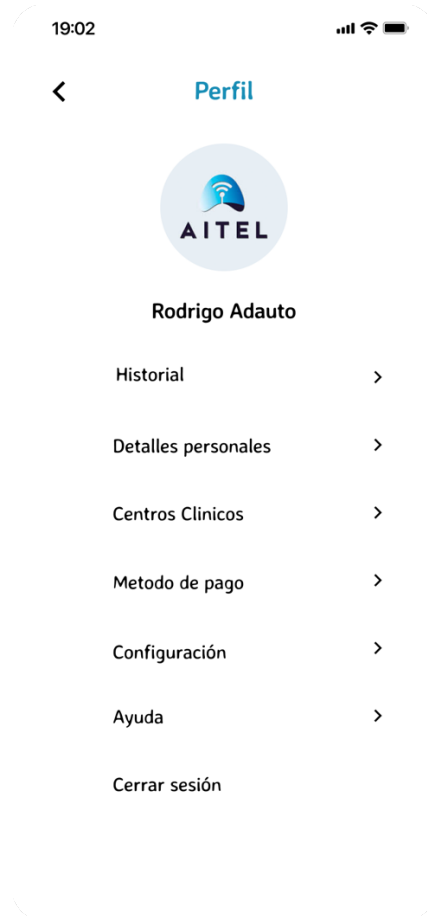 19:02
Perfil
AITEL
Rodrigo Adauto
Historial
Detalles personales
Centros Clinicos
Metodo de pago
Configuración
Ayuda
Cerrar sesión